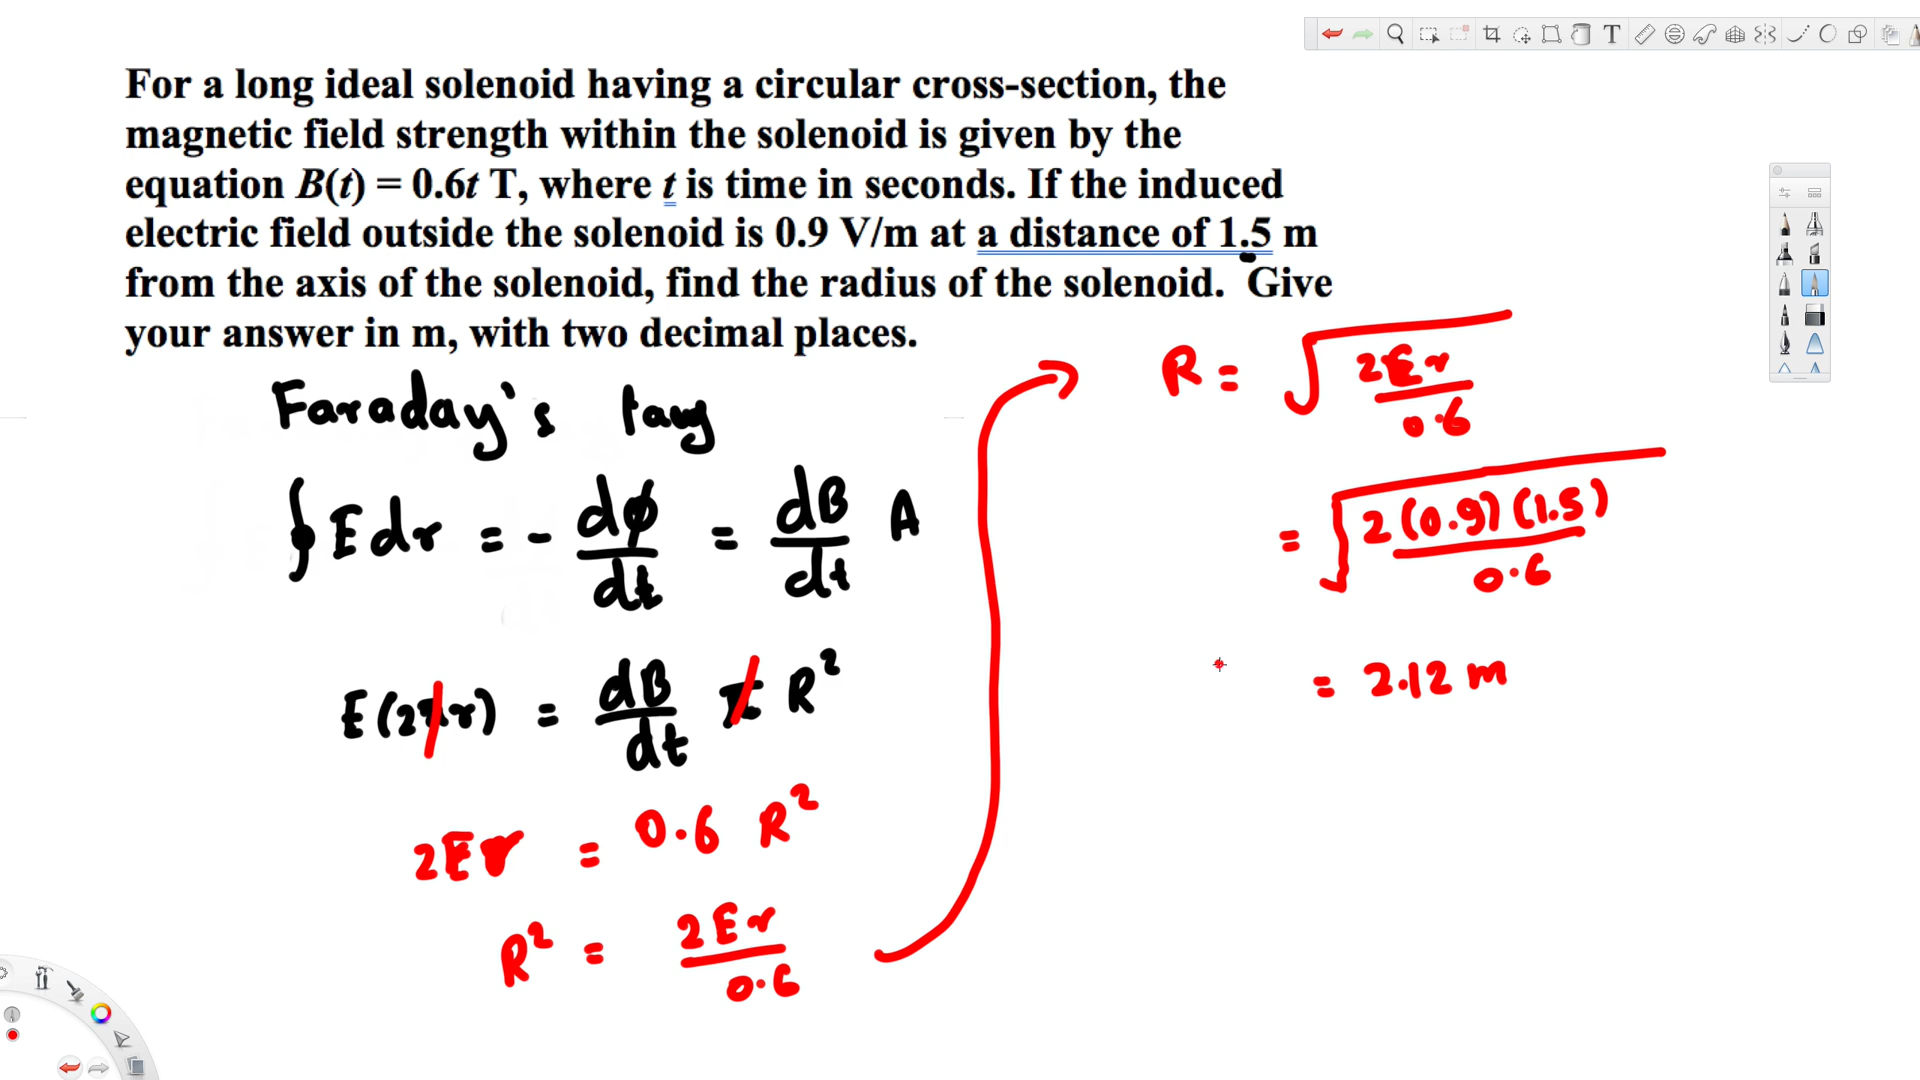 For a long ideal solenoid having a circular cross-section, the
magnetic field strength within the solenoid is given by the
equation B(t) = 0.6t T, where t is time in seconds. If the induced
electric field outside the solenoid is 0.9 V/m at a distance of 1.5 m
from the axis of the solenoid, find the radius of the solenoid. Give
your answer in m, with two decimal places.
Faraday's
∮ E dr = - dφ/dt = dB/dt A
E(2πr) = dB/dt π R²
2Er = 0.6 R²
R² = 2Er/0.6
R = √(2Er/0.6)
= √(2(0.9)(1.5)/0.6)
= 2.12 m